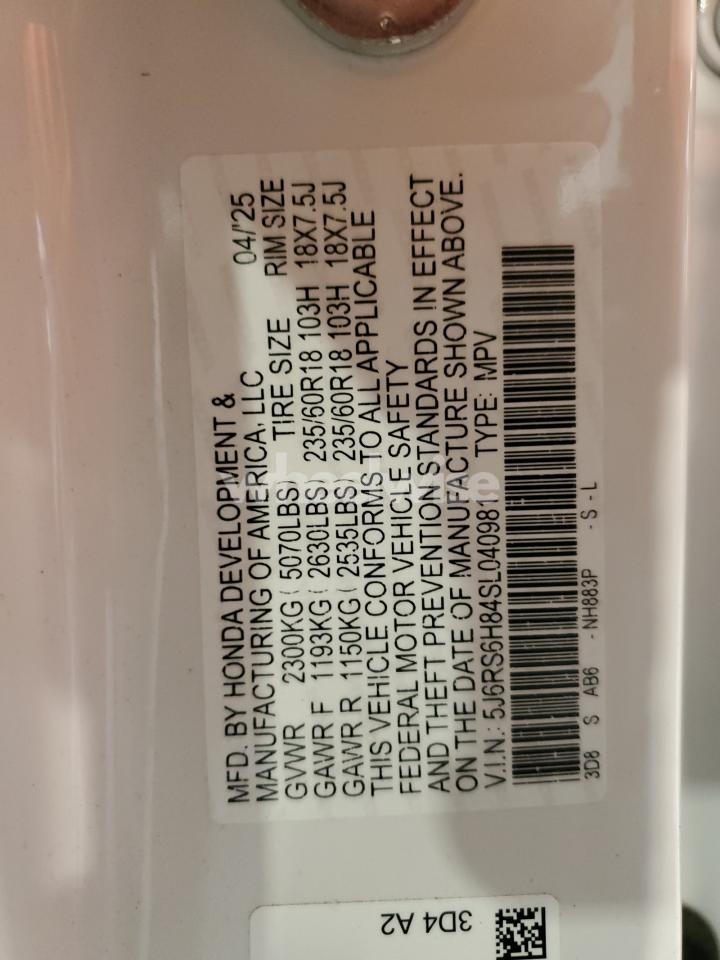 MFD. BY HONDA DEVELOPMENT &
MANUFACTURING OF AMERICA, LLC 04/'25
GVWR 2300KG ( 5070LBS) TIRE SIZE RIM SIZE
GAWR F 1193KG ( 2630LBS) 235/60R18 103H 18X7.5J
GAWR R 1150KG ( 2535LBS) 235/60R18 103H 18X7.5J
THIS VEHICLE CONFORMS TO ALL APPLICABLE
FEDERAL MOTOR VEHICLE SAFETY
AND THEFT PREVENTION STANDARDS IN EFFECT
ON THE DATE OF MANUFACTURE SHOWN ABOVE.
V.I.N.: 5J6RS6H84SL040981 TYPE: MPV
3D8 S AB6 - NH883P - S - L
3D4 A2